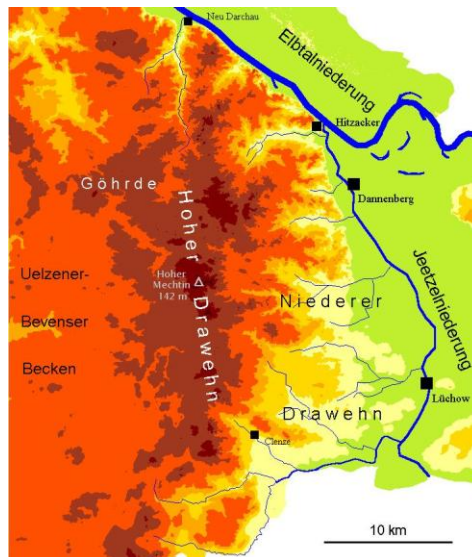 Neu Darchau
Elbtalniederung
Hitzacker
Göhrde
Dannenberg
Hoher Drawehn
Uelzener-
Bevenser
Becken
Hoher
Mechtin
142 m
Jeetzelniederung
Niederer
Drawehn
Lüchow
Clenze
10 km